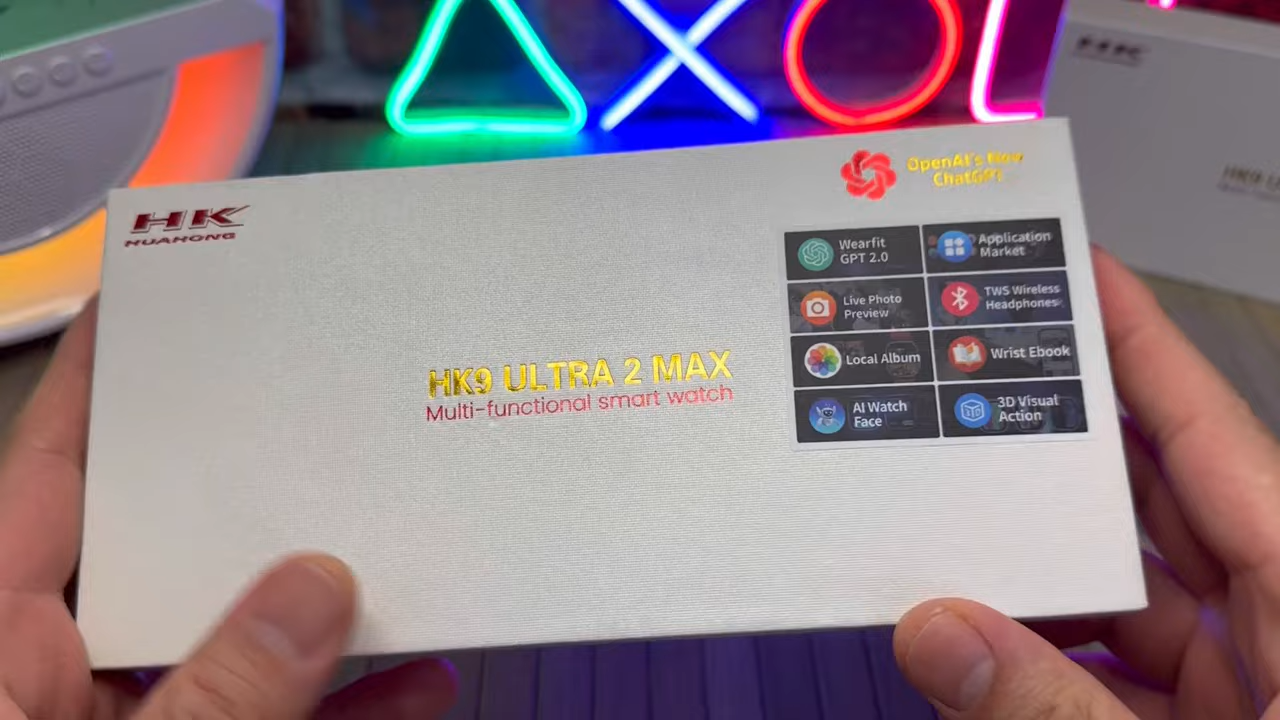 HK
HUAHONG
OpenAI's New
ChatGPT
Wearfit
GPT 2.0
Application
Market
Live Photo
Preview
TWS Wireless
Headphones
Local Album
Wrist Ebook
AI Watch
Face
3D Visual
Action
HK9 ULTRA 2 MAX
Multi-functional smart watch
HK